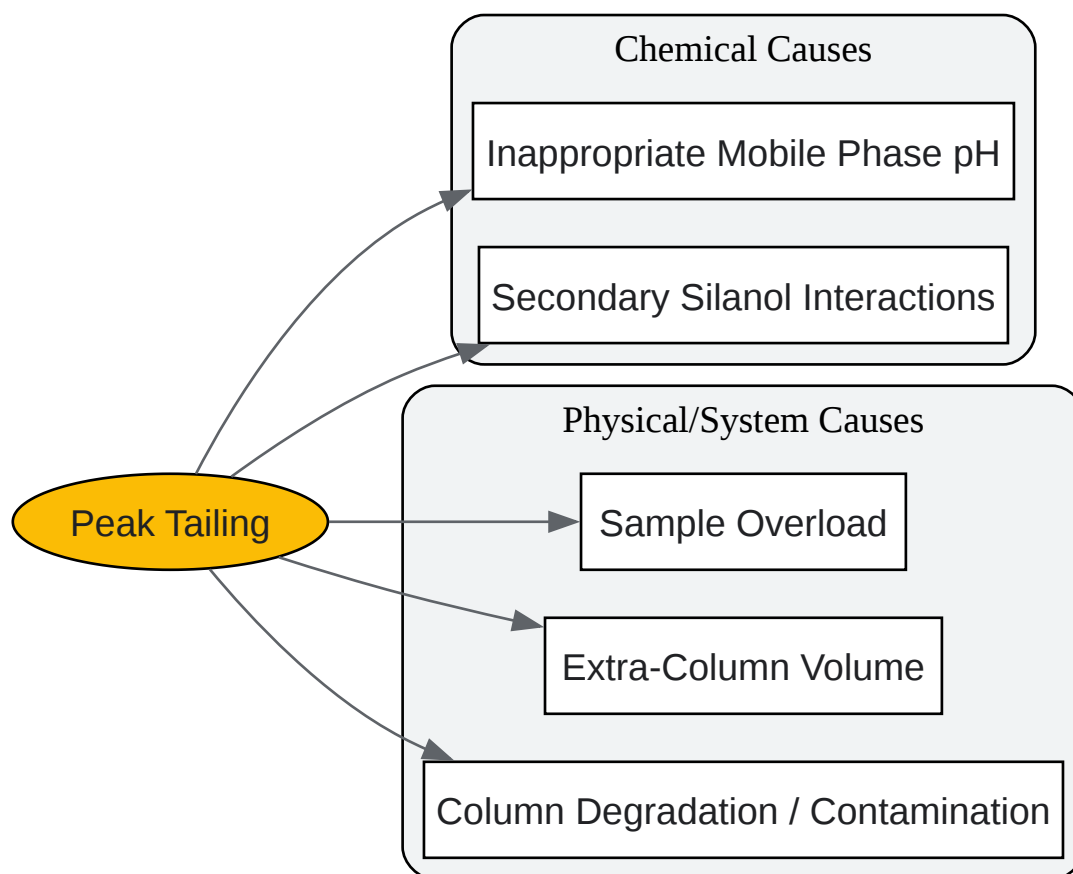 Chemical Causes
Inappropriate Mobile Phase pH
Secondary Silanol Interactions
Physical/System Causes
Peak Tailing
Sample Overload
Extra-Column Volume
Column Degradation / Contamination